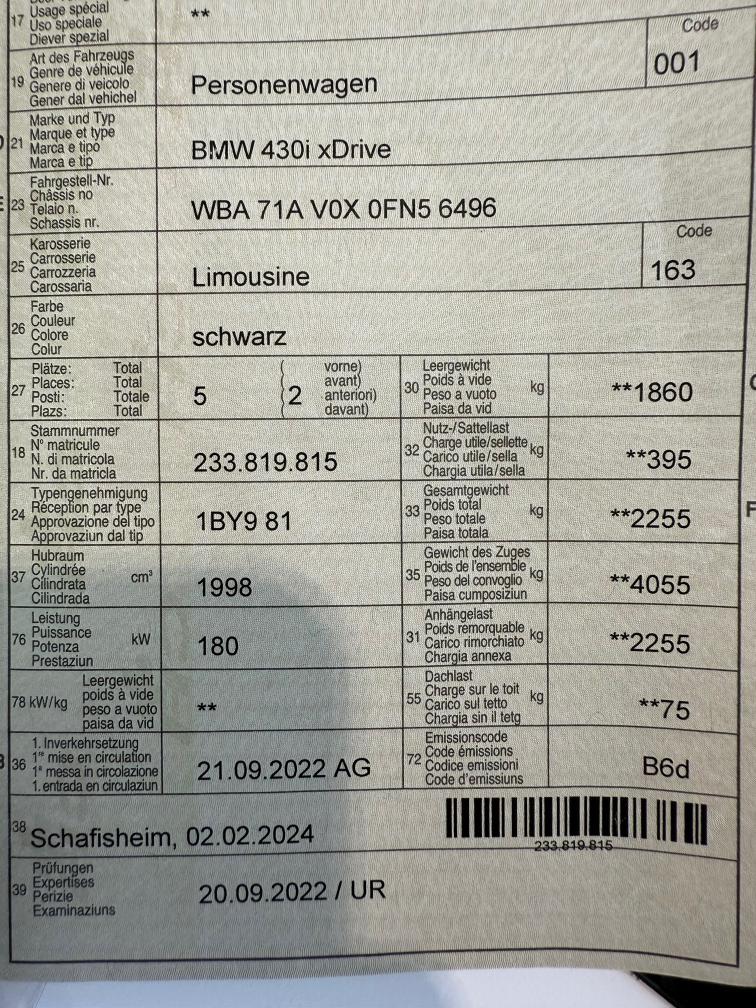 17 Usage spécial
Uso speciale
Diever spezial
**
19 Art des Fahrzeugs
Genre de véhicule
Genere di veicolo
Gener dal vehichel
Personenwagen
Code
001
21 Marke und Typ
Marque et type
Marca e tipo
Marca e tip
BMW 430i xDrive
23 Fahrgestell-Nr.
Châssis no
Telaio n.
Schassis nr.
WBA 71A V0X 0FN5 6496
25 Karosserie
Carrosserie
Carrozzeria
Carossaria
Limousine
Code
163
26 Farbe
Couleur
Colore
Colur
schwarz
27 Plätze: Total
Places: Total
Posti: Totale
Plazs: Total
5
( 2 vorne)
avant)
anteriori)
davant)
30 Leergewicht
Poids à vide
Peso a vuoto
Paisa da vid
kg
**1860
18 Stammnummer
N° matricule
N. di matricola
Nr. da matricla
233.819.815
32 Nutz-/Sattellast
Charge utile/sellette
Carico utile/sella
Chargia utila/sella
kg
**395
24 Typengenehmigung
Réception par type
Approvazione del tipo
Approvaziun dal tip
1BY9 81
33 Gesamtgewicht
Poids total
Peso totale
Paisa totala
kg
**2255
37 Hubraum
Cylindrée
Cilindrata
Cilindrada
cm³
1998
35 Gewicht des Zuges
Poids de l'ensemble
Peso del convoglio
Paisa cumposiziun
kg
**4055
76 Leistung
Puissance
Potenza
Prestaziun
kW
180
31 Anhängelast
Poids remorquable
Carico rimorchiato
Chargia annexa
kg
**2255
78 kW/kg Leergewicht
poids à vide
peso a vuoto
paisa da vid
**
55 Dachlast
Charge sur le toit
Carico sul tetto
Chargia sin il tetg
kg
**75
36 1. Inverkehrsetzung
1re mise en circulation
1a messa in circolazione
1. entrada en circulaziun
21.09.2022 AG
72 Emissionscode
Code émissions
Codice emissioni
Code d'emissiuns
B6d
38 Schafisheim, 02.02.2024
233.819.815
39 Prüfungen
Expertises
Perizie
Examinaziuns
20.09.2022 / UR